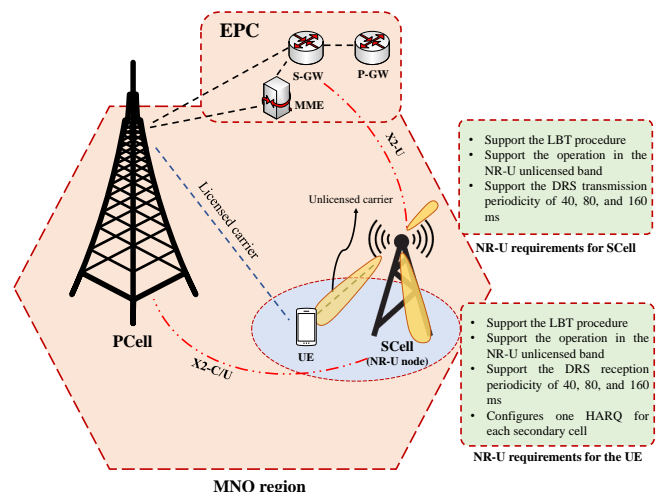 EPC
S-GW
P-GW
MME
X2-U
Licensed carrier
Unlicensed carrier
PCell
UE
SCell
(NR-U node)
X2-C/U
MNO region
• Support the LBT procedure
• Support the operation in the
NR-U unlicensed band
• Support the DRS transmission
periodicity of 40, 80, and 160
ms
NR-U requirements for SCell
• Support the LBT procedure
• Support the operation in
the NR-U unlicensed band
• Support the DRS reception
periodicity of 40, 80, and 160
ms
• Configures one HARQ for
each secondary cell
NR-U requirements for the UE